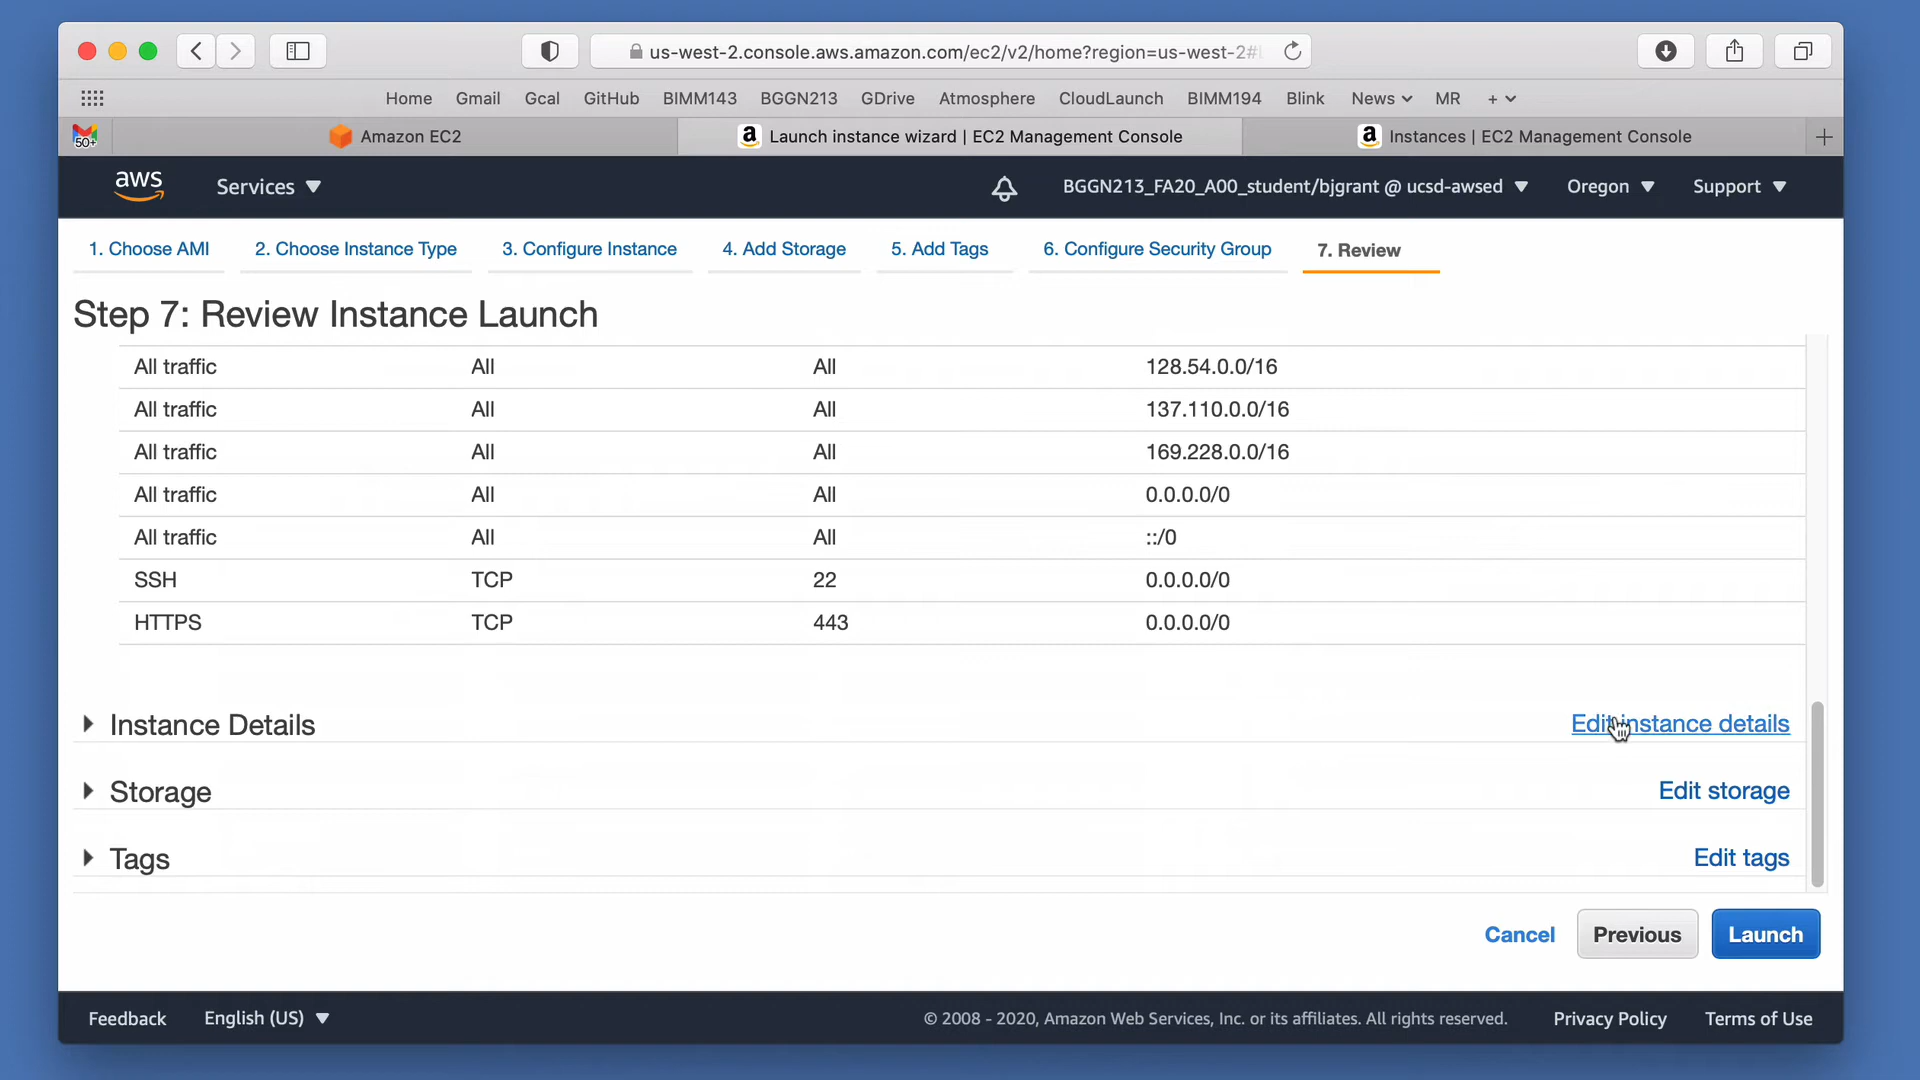 us-west-2.console.aws.amazon.com/ec2/v2/home?region=us-west-2#
Home Gmail Gcal GitHub BIMM143 BGGN213 GDrive Atmosphere CloudLaunch BIMM194 Blink News MR +
50+ Amazon EC2 a Launch instance wizard | EC2 Management Console a Instances | EC2 Management Console +
aws Services BGGN213_FA20_A00_student/bjgrant @ ucsd-awsed Oregon Support
1. Choose AMI 2. Choose Instance Type 3. Configure Instance 4. Add Storage 5. Add Tags 6. Configure Security Group 7. Review
Step 7: Review Instance Launch
All traffic All All 128.54.0.0/16
All traffic All All 137.110.0.0/16
All traffic All All 169.228.0.0/16
All traffic All All 0.0.0.0/0
All traffic All All ::/0
SSH TCP 22 0.0.0.0/0
HTTPS TCP 443 0.0.0.0/0
Instance Details Edit instance details
Storage Edit storage
Tags Edit tags
Cancel Previous Launch
Feedback English (US) © 2008 - 2020, Amazon Web Services, Inc. or its affiliates. All rights reserved. Privacy Policy Terms of Use